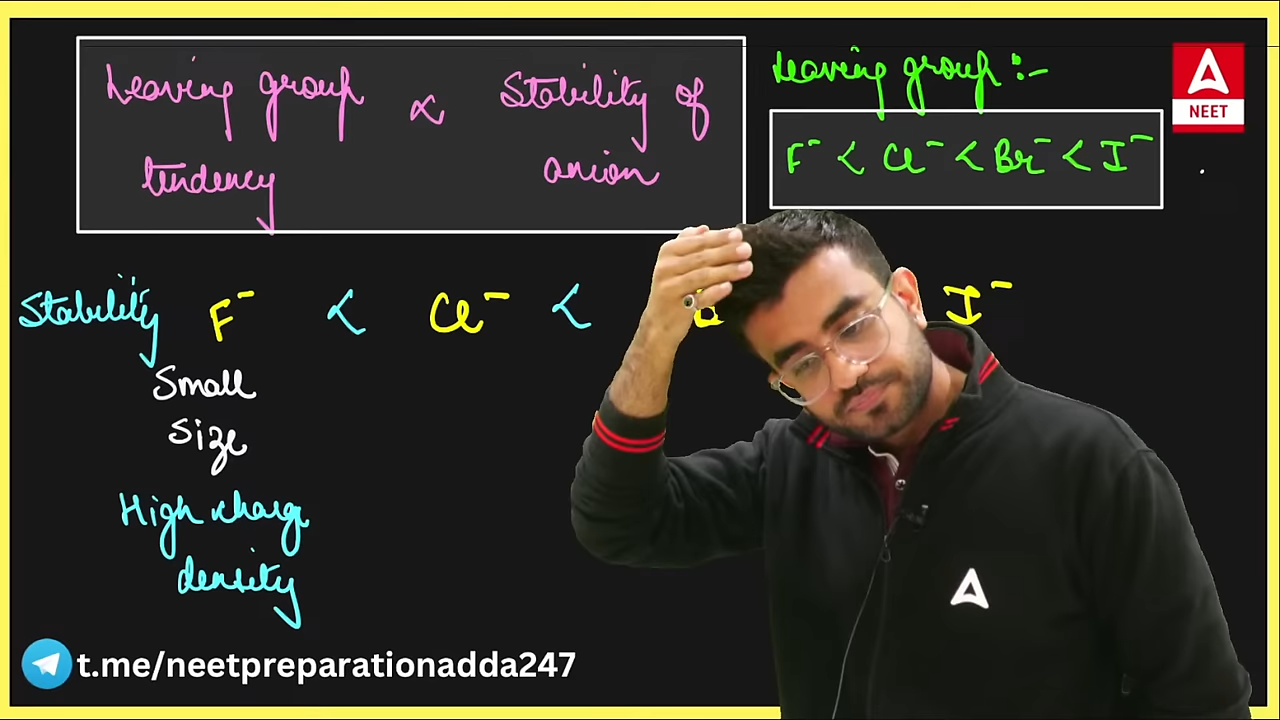 Leaving group ∝ Stability of
tendency anion
Leaving group :-
F⁻ < Cl⁻ < Br⁻ < I⁻
NEET
Stability F⁻ < Cl⁻ < I⁻
Small
Size
High charge
density
t.me/neetpreparationadda247